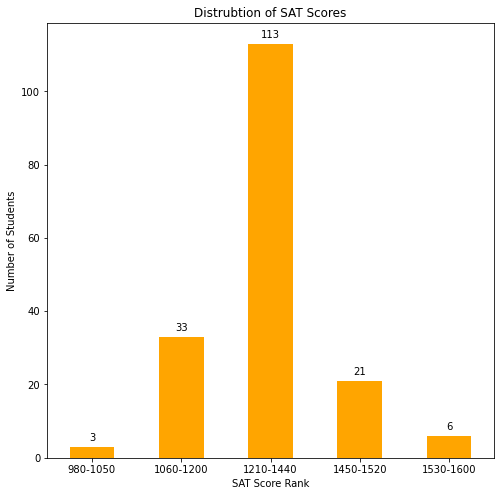 Distrubtion of SAT Scores
113
100
80
Number of Students
60
40
33
21
20
6
3
0
980-1050 1060-1200 1210-1440 1450-1520 1530-1600
SAT Score Rank